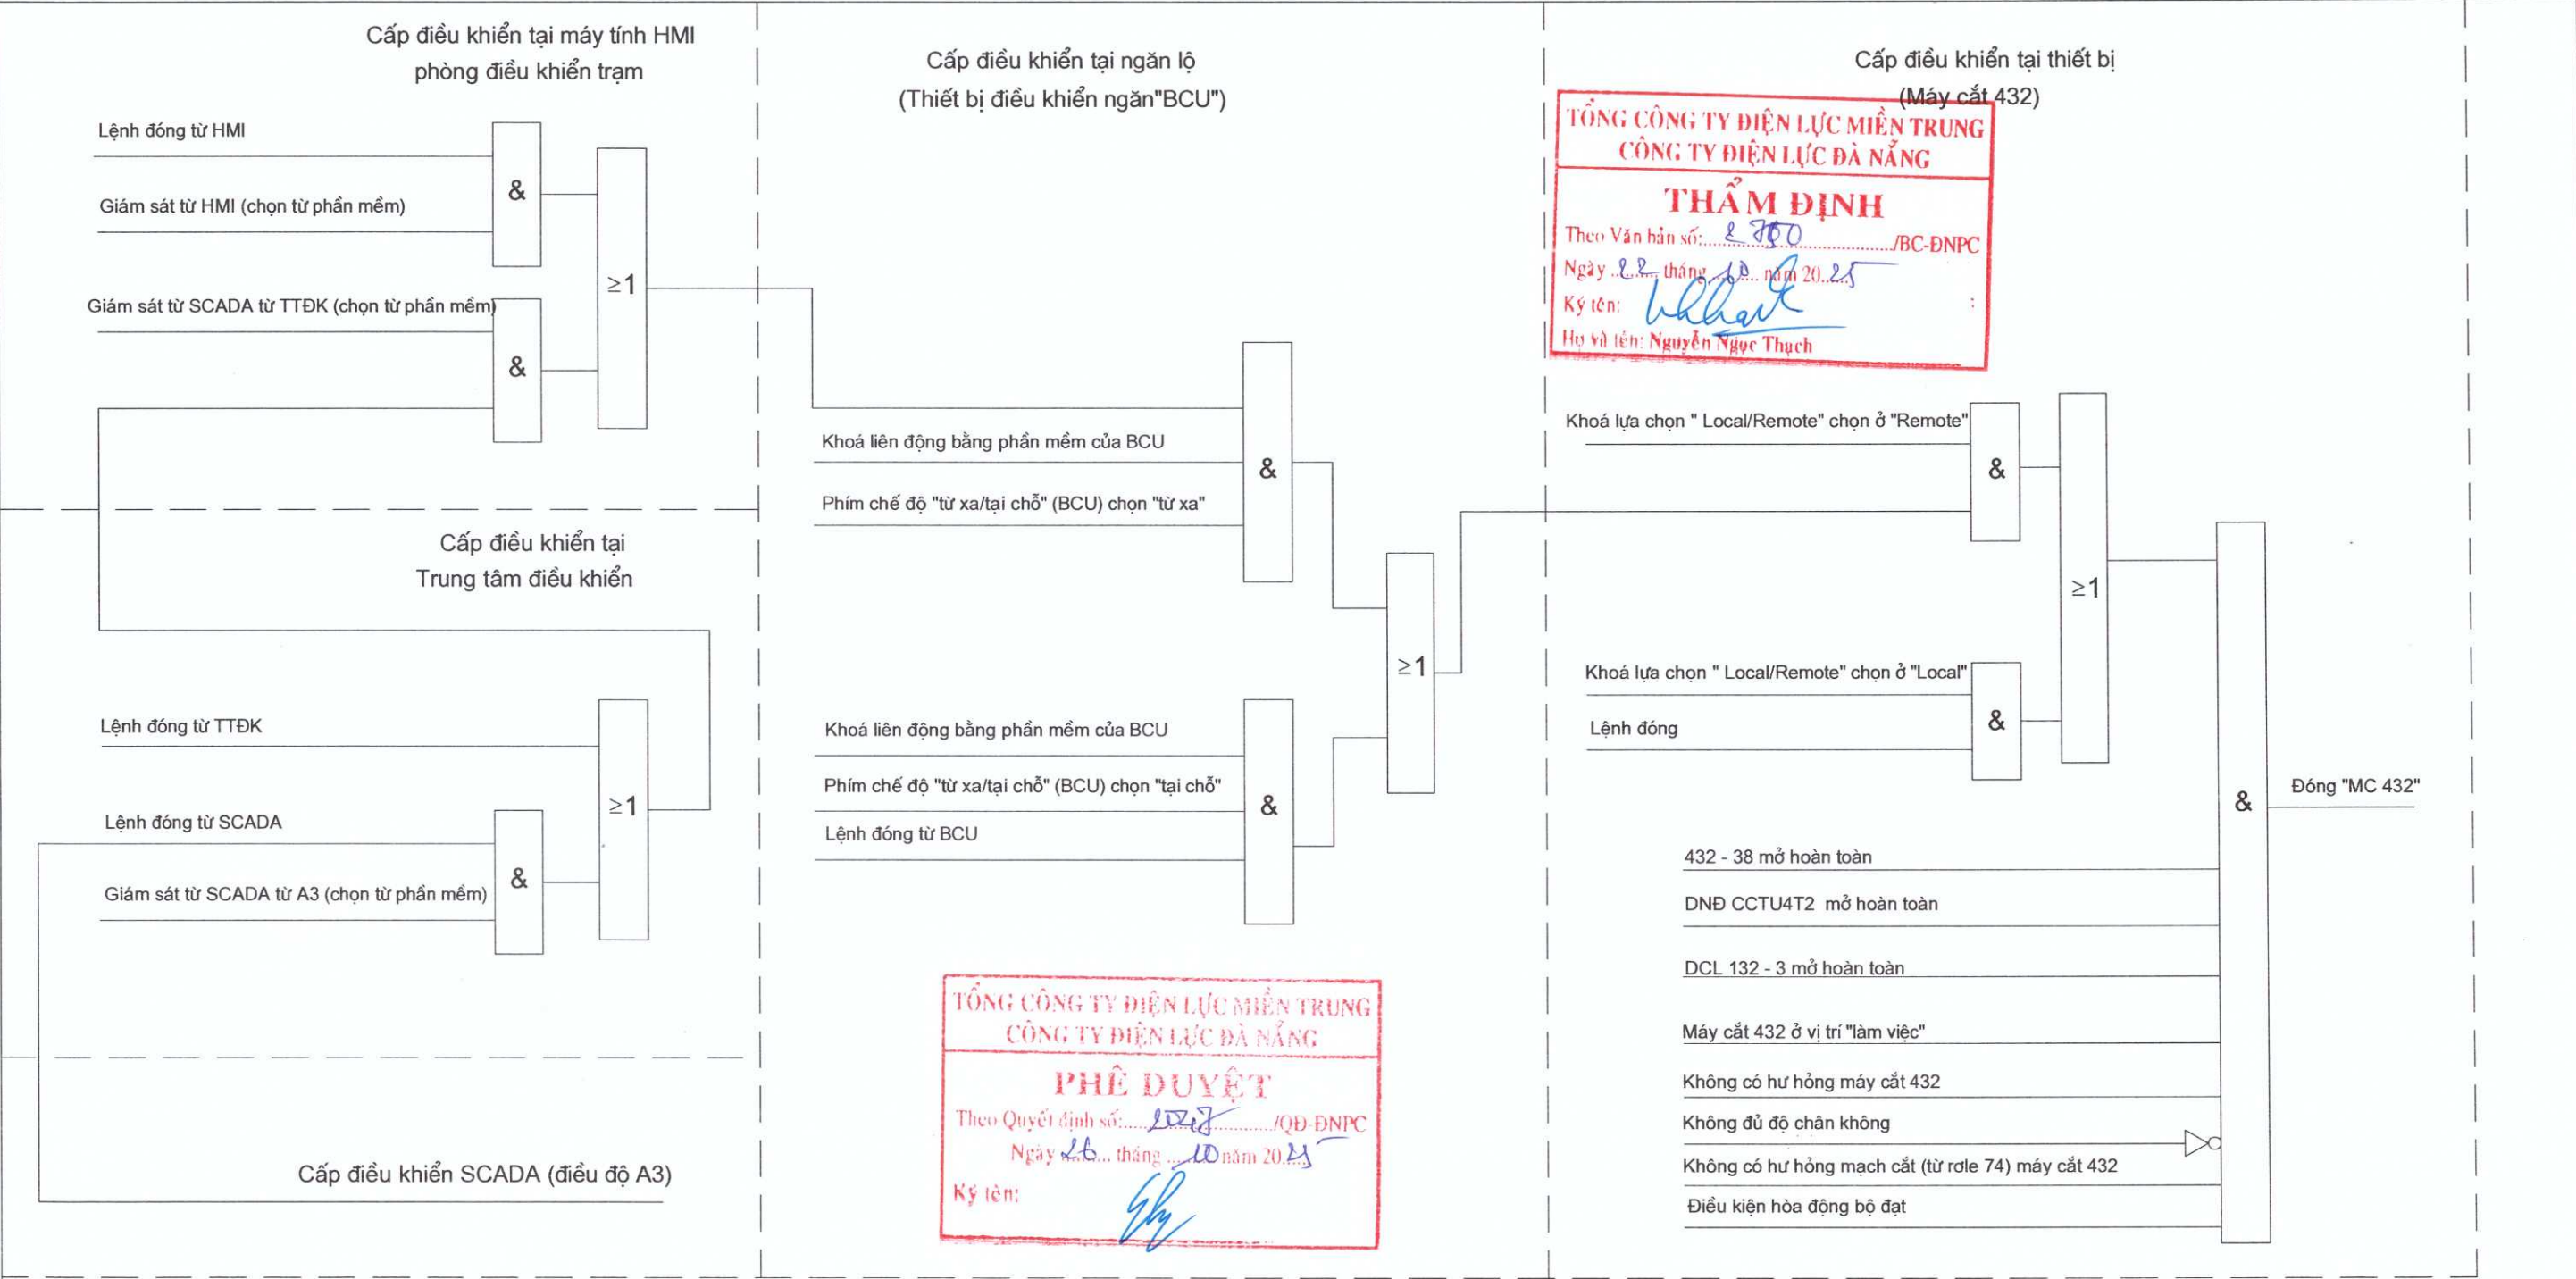 Cấp điều khiển tại máy tính HMI
phòng điều khiển trạm
Lệnh đóng từ HMI
&
Giám sát từ HMI (chọn từ phần mềm)
≥1
Giám sát từ SCADA từ TTĐK (chọn từ phần mềm)
&
Cấp điều khiển tại
Trung tâm điều khiển
Lệnh đóng từ TTĐK
≥1
Lệnh đóng từ SCADA
&
Giám sát từ SCADA từ A3 (chọn từ phần mềm)
Cấp điều khiển SCADA (điều độ A3)
Cấp điều khiển tại ngăn lộ
(Thiết bị điều khiển ngăn"BCU")
Khoá liên động bằng phần mềm của BCU
&
Phím chế độ "từ xa/tại chỗ" (BCU) chọn "từ xa"
≥1
Khoá liên động bằng phần mềm của BCU
Phím chế độ "từ xa/tại chỗ" (BCU) chọn "tại chỗ"
&
Lệnh đóng từ BCU
TỔNG CÔNG TY ĐIỆN LỰC MIỀN TRUNG
CÔNG TY ĐIỆN LỰC ĐÀ NẴNG
PHÊ DUYỆT
Theo Quyết định số:.................../QĐ-ĐNPC
Ngày 26 tháng 10 năm 2025
Ký tên:
Cấp điều khiển tại thiết bị
(Máy cắt 432)
TỔNG CÔNG TY ĐIỆN LỰC MIỀN TRUNG
CÔNG TY ĐIỆN LỰC ĐÀ NẴNG
THẨM ĐỊNH
Theo Văn bản số:.................../BC-ĐNPC
Ngày 22 tháng 10 năm 2025
Ký tên:
Họ và tên: Nguyễn Ngọc Thạch
Khoá lựa chọn " Local/Remote" chọn ở "Remote"
&
≥1
Khoá lựa chọn " Local/Remote" chọn ở "Local"
Lệnh đóng
&
Đóng "MC 432"
&
432 - 38 mở hoàn toàn
DNĐ CCTU4T2 mở hoàn toàn
DCL 132 - 3 mở hoàn toàn
Máy cắt 432 ở vị trí "làm việc"
Không có hư hỏng máy cắt 432
Không đủ độ chân không
Không có hư hỏng mạch cắt (từ rơle 74) máy cắt 432
Điều kiện hòa động bộ đạt